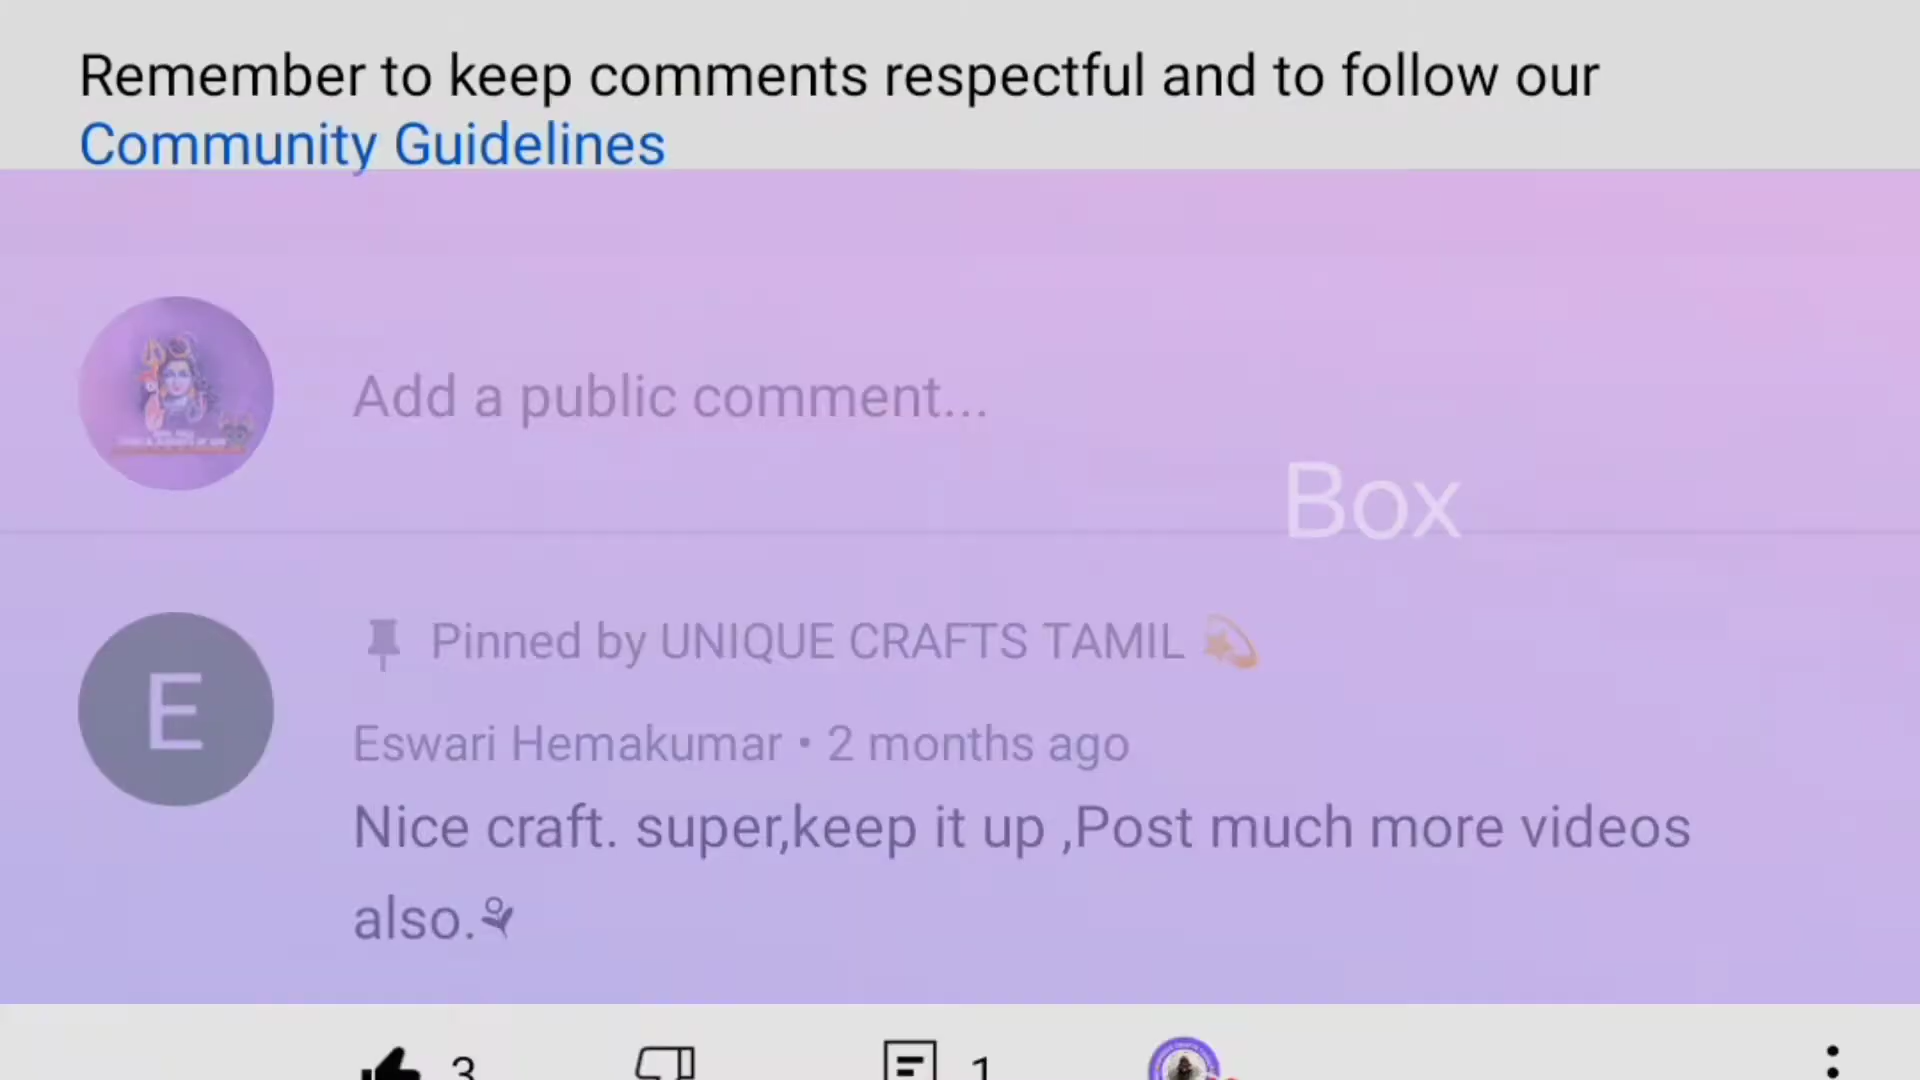 Remember to keep comments respectful and to follow our
Community Guidelines
Add a public comment...
Box
Pinned by UNIQUE CRAFTS TAMIL 💫
E
Eswari Hemakumar • 2 months ago
Nice craft. super,keep it up ,Post much more videos
also.
3
1